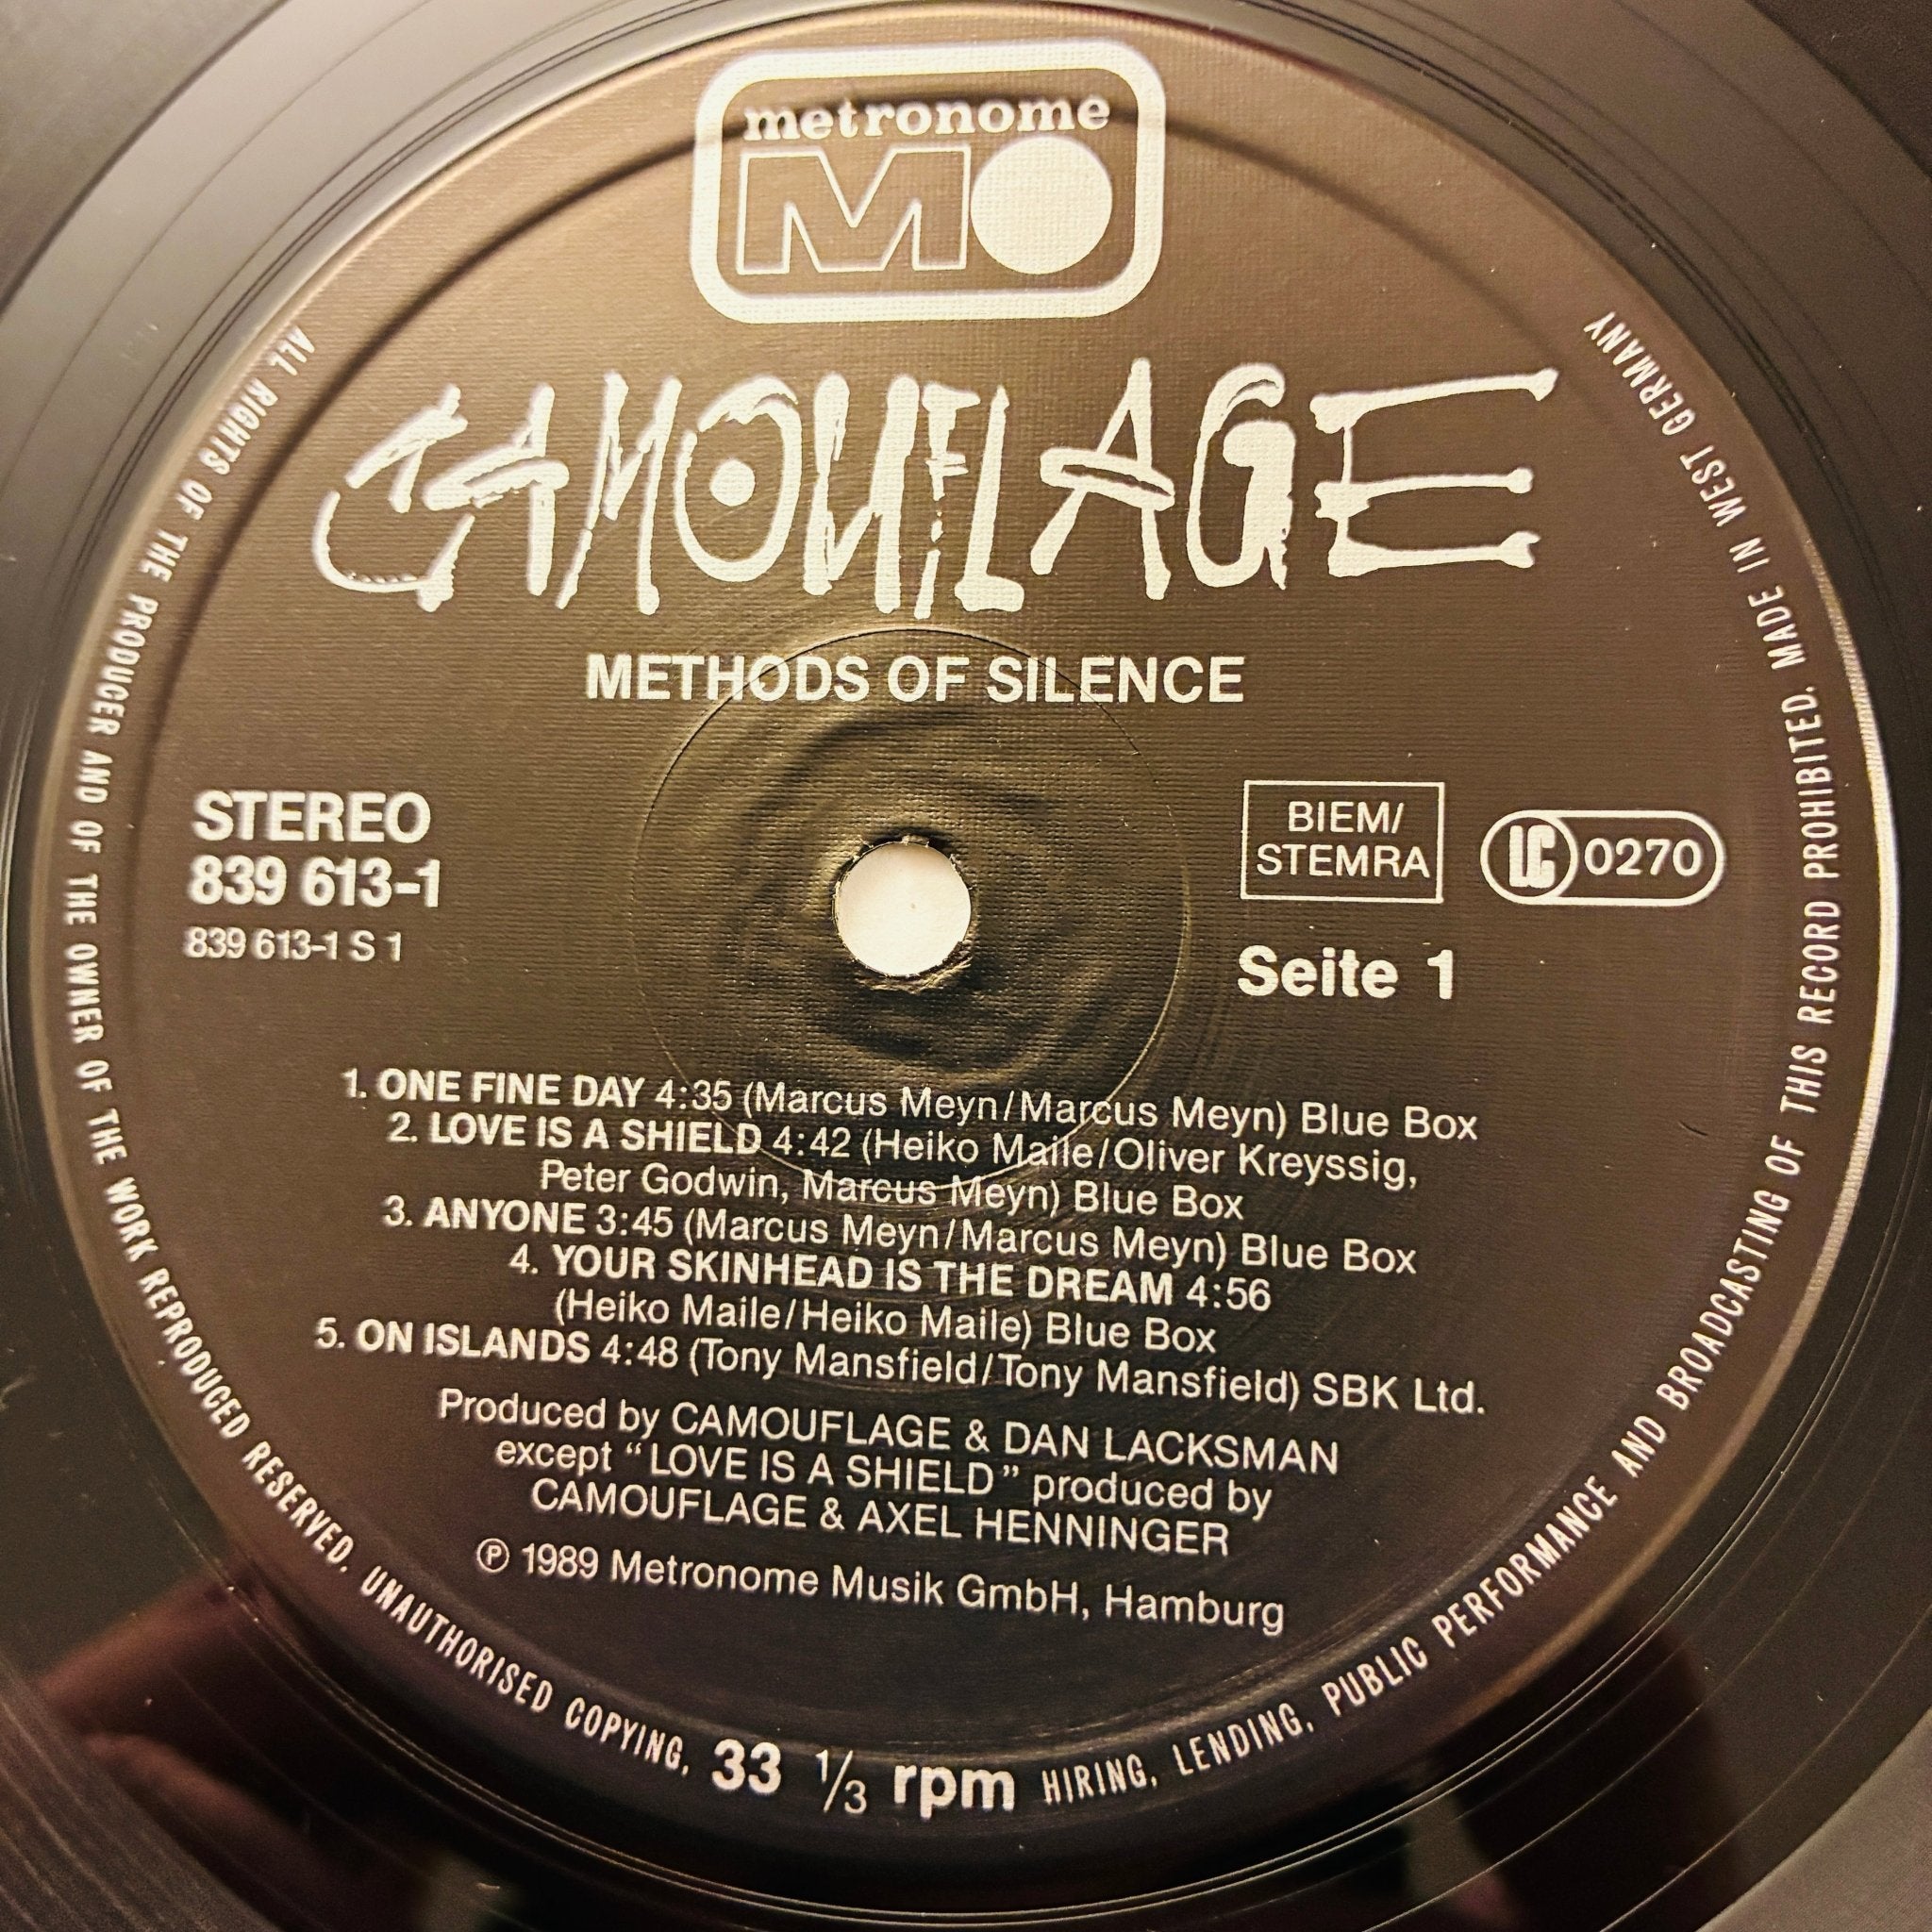 metronome
MO
CAMOUFLAGE
METHODS OF SILENCE
STEREO
839 613-1
839 613-1 S 1
BIEM/
STEMRA
LC 0270
Seite 1
1. ONE FINE DAY 4:35 (Marcus Meyn/Marcus Meyn) Blue Box
2. LOVE IS A SHIELD 4:42 (Heiko Maile/Oliver Kreyssig,
Peter Godwin, Marcus Meyn) Blue Box
3. ANYONE 3:45 (Marcus Meyn/Marcus Meyn) Blue Box
4. YOUR SKINHEAD IS THE DREAM 4:56
(Heiko Maile/Heiko Maile) Blue Box
5. ON ISLANDS 4:48 (Tony Mansfield/Tony Mansfield) SBK Ltd.
Produced by CAMOUFLAGE & DAN LACKSMAN
except “LOVE IS A SHIELD” produced by
CAMOUFLAGE & AXEL HENNINGER
℗ 1989 Metronome Musik GmbH, Hamburg
ALL RIGHTS OF THE PRODUCER AND OF THE OWNER OF THE WORK REPRODUCED RESERVED. UNAUTHORISED COPYING, 33 1/3 rpm HIRING, LENDING, PUBLIC PERFORMANCE AND BROADCASTING OF THIS RECORD PROHIBITED. MADE IN WEST GERMANY